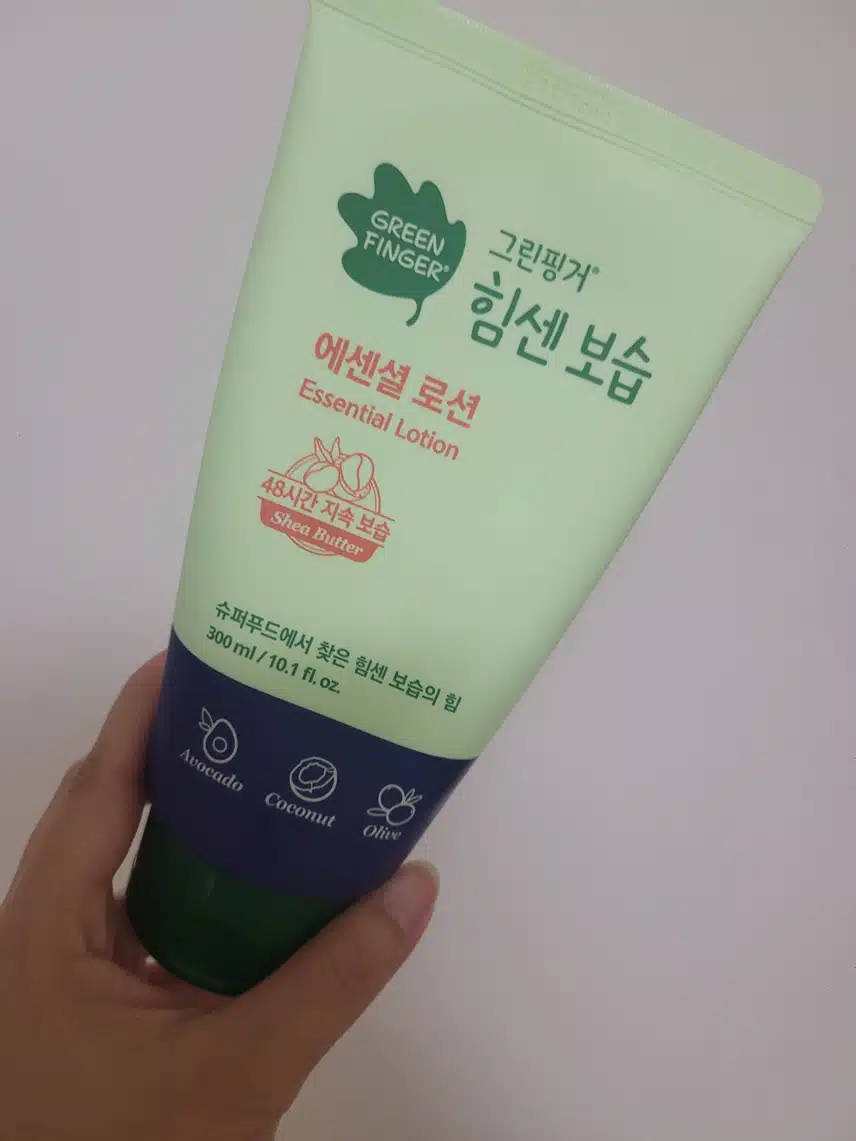 GREEN
FINGER®
그린핑거®
힘센 보습
에센셜 로션
Essential Lotion
48시간 지속 보습
Shea Butter
슈퍼푸드에서 찾은 힘센 보습의 힘
300 ml / 10.1 fl. oz.
Avocado
Coconut
Olive